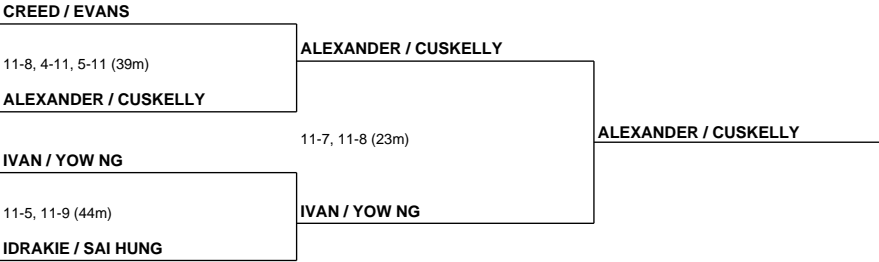 CREED / EVANS
11-8, 4-11, 5-11 (39m)
ALEXANDER / CUSKELLY
IVAN / YOW NG
11-5, 11-9 (44m)
IDRAKIE / SAI HUNG
ALEXANDER / CUSKELLY
11-7, 11-8 (23m)
IVAN / YOW NG
ALEXANDER / CUSKELLY